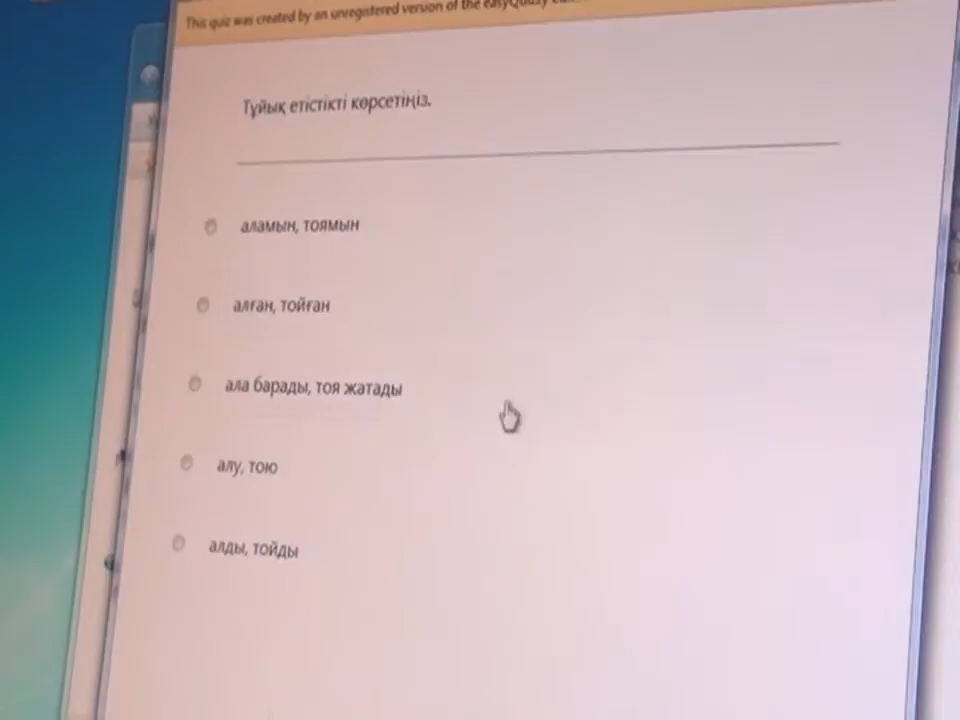 This quiz was created by an unregistered version of the easyQuizzy
Тұйық етістікті көрсетіңіз.
аламын, тоямын
алған, тойған
ала барады, тоя жатады
алу, тою
алды, тойды